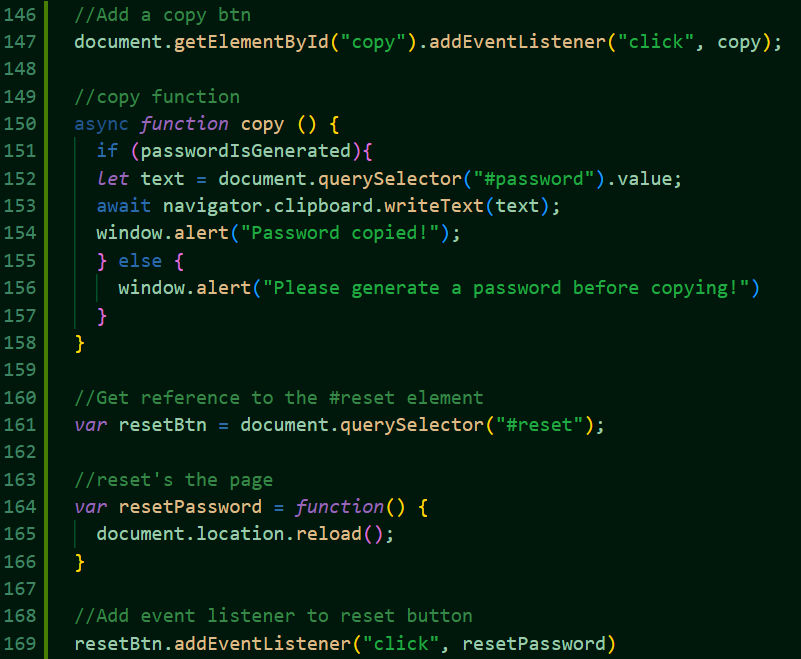 146 //Add a copy btn
147 document.getElementById("copy").addEventListener("click", copy);
148
149 //copy function
150 async function copy () {
151   if (passwordIsGenerated){
152   let text = document.querySelector("#password").value;
153   await navigator.clipboard.writeText(text);
154   window.alert("Password copied!");
155   } else {
156     window.alert("Please generate a password before copying!")
157   }
158 }
159
160 //Get reference to the #reset element
161 var resetBtn = document.querySelector("#reset");
162
163 //reset's the page
164 var resetPassword = function() {
165   document.location.reload();
166 }
167
168 //Add event listener to reset button
169 resetBtn.addEventListener("click", resetPassword)